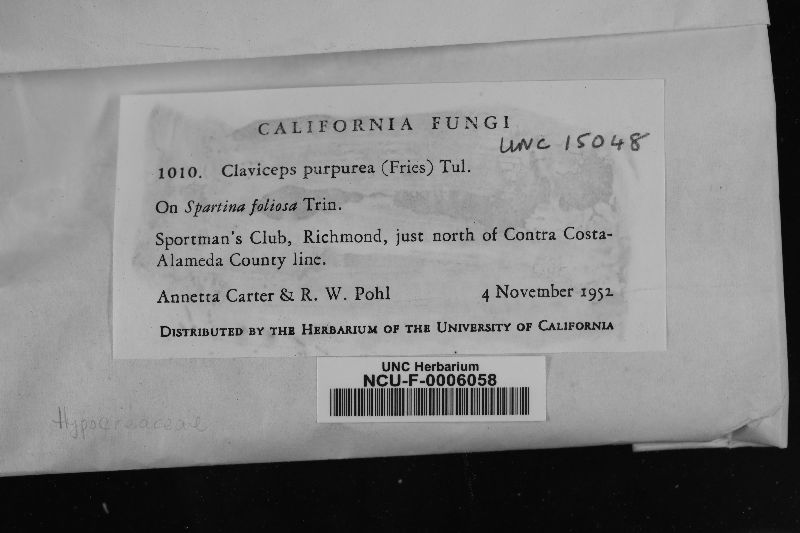 CALIFORNIA FUNGI
UNC 15048
1010. Claviceps purpurea (Fries) Tul.
On Spartina foliosa Trin.
Sportman's Club, Richmond, just north of Contra Costa-
Alameda County line.
Annetta Carter & R. W. Pohl 4 November 1952
DISTRIBUTED BY THE HERBARIUM OF THE UNIVERSITY OF CALIFORNIA
UNC Herbarium
NCU-F-0006058
Hypocreaceae